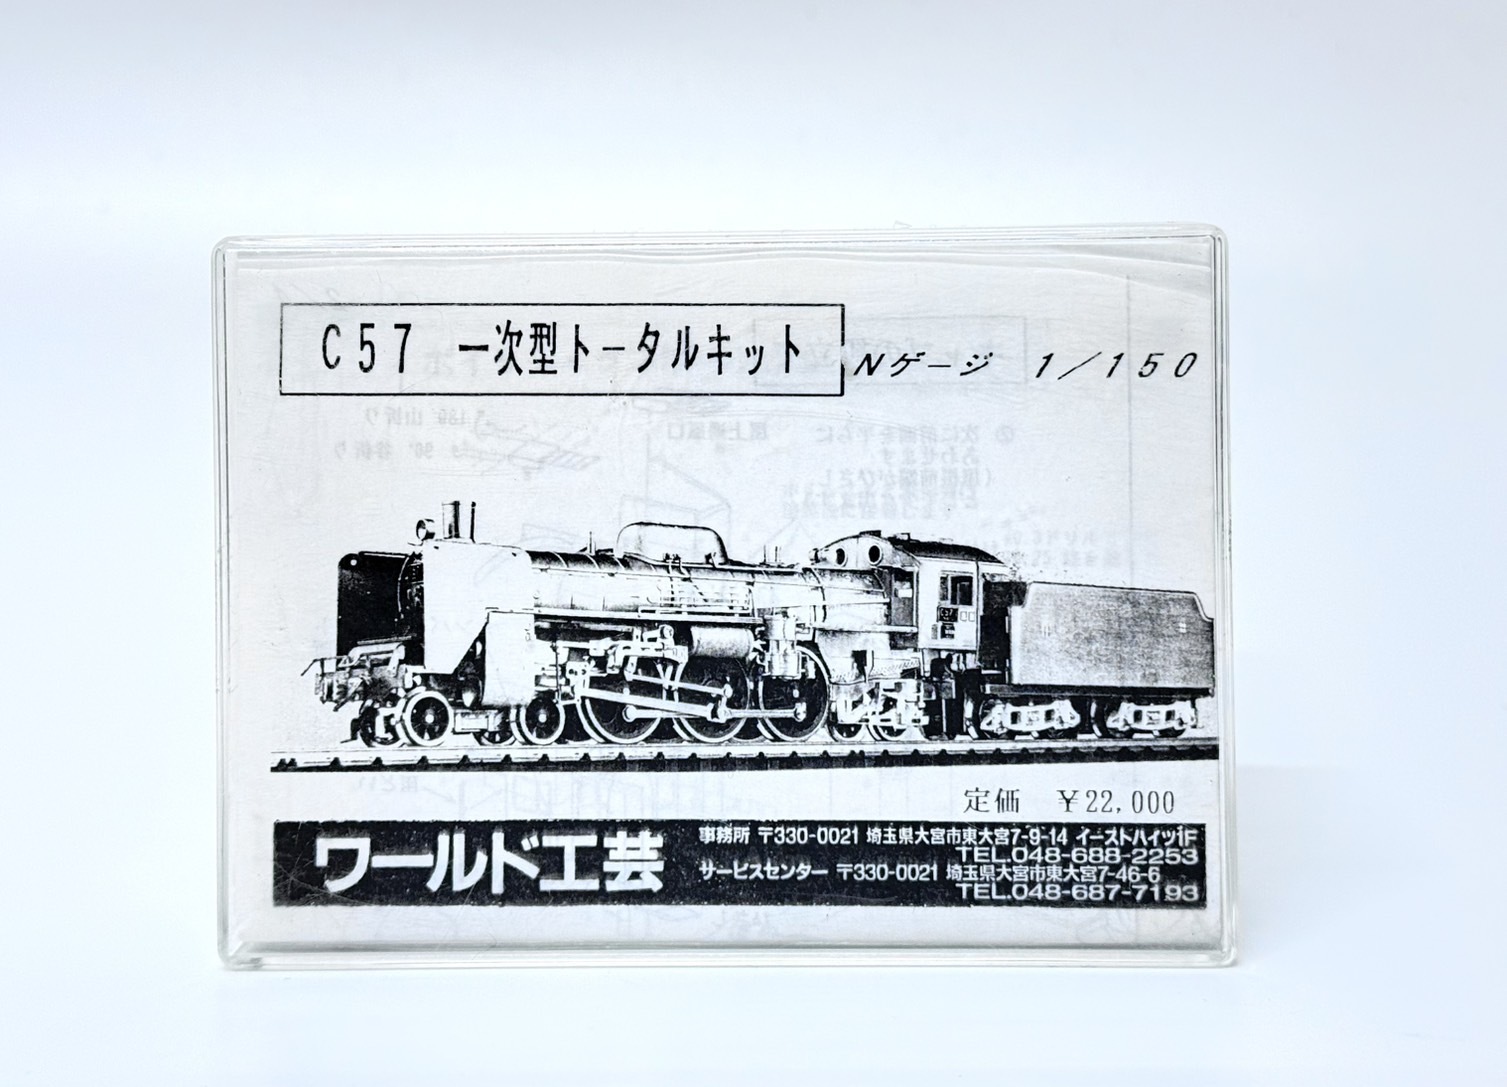 C57 一次型トータルキット Nゲージ 1/150
定価 ¥22,000
ワールド工芸
事務所 〒330-0021 埼玉県大宮市東大宮7-9-14 イーストハイツ1F
TEL.048-688-2253
サービスセンター 〒330-0021 埼玉県大宮市東大宮7-46-6
TEL.048-687-7193